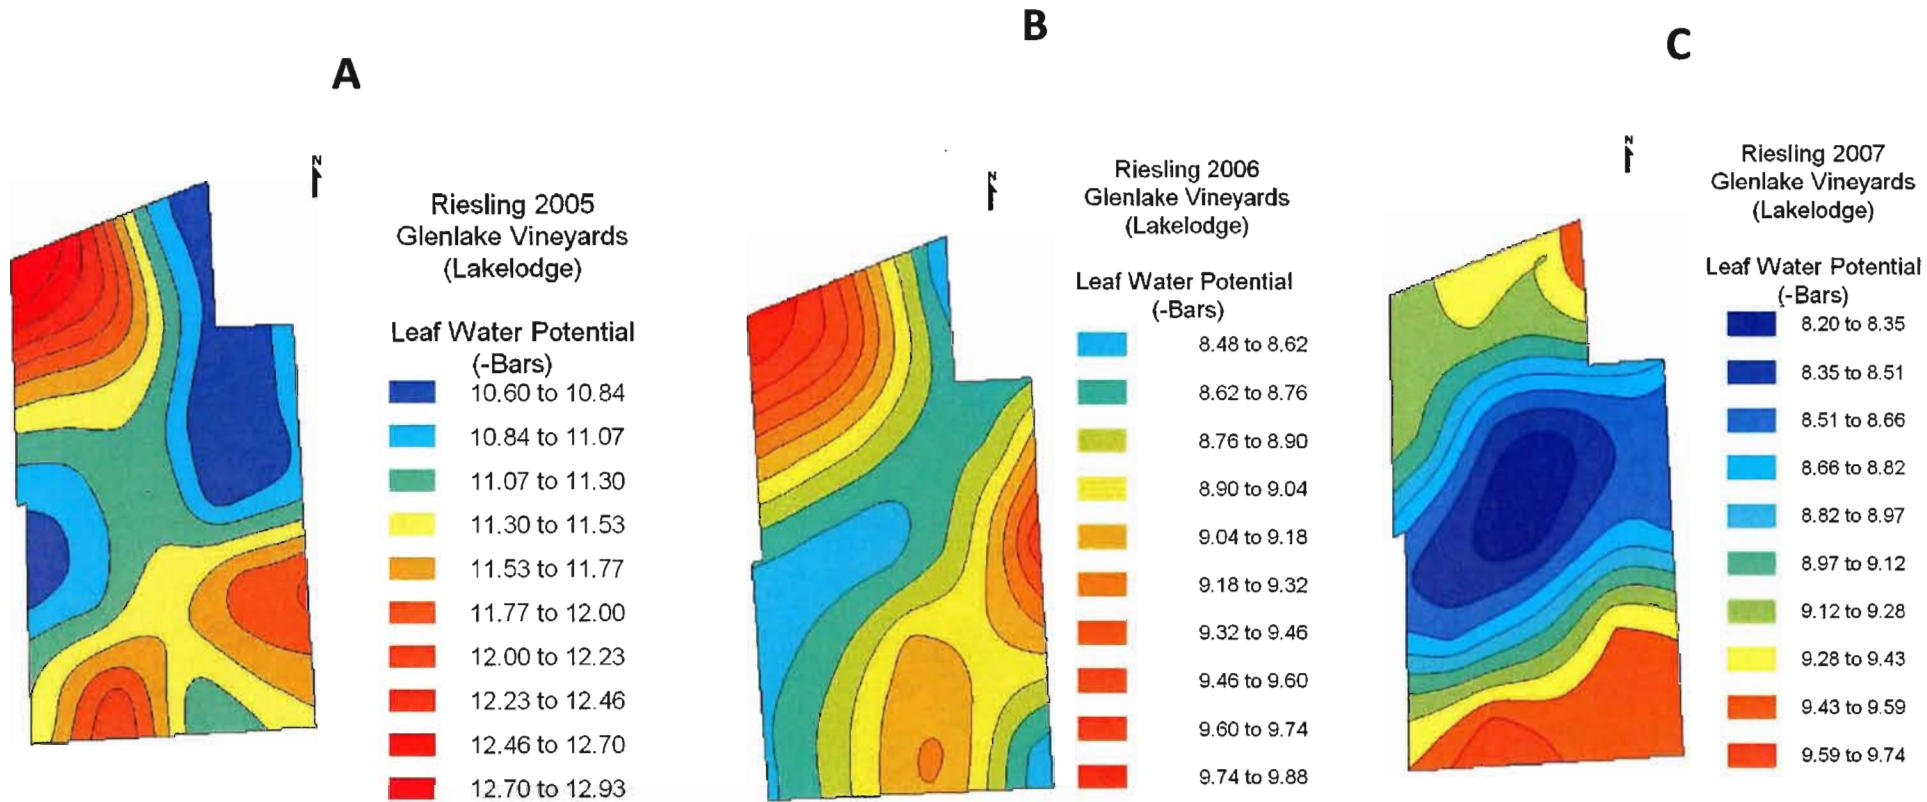 A
N
Riesling 2005
Glenlake Vineyards
(Lakelodge)
Leaf Water Potential
(-Bars)
10.60 to 10.84
10.84 to 11.07
11.07 to 11.30
11.30 to 11.53
11.53 to 11.77
11.77 to 12.00
12.00 to 12.23
12.23 to 12.46
12.46 to 12.70
12.70 to 12.93
B
N
Riesling 2006
Glenlake Vineyards
(Lakelodge)
Leaf Water Potential
(-Bars)
8.48 to 8.62
8.62 to 8.76
8.76 to 8.90
8.90 to 9.04
9.04 to 9.18
9.18 to 9.32
9.32 to 9.46
9.46 to 9.60
9.60 to 9.74
9.74 to 9.88
C
N
Riesling 2007
Glenlake Vineyards
(Lakelodge)
Leaf Water Potential
(-Bars)
8.20 to 8.35
8.35 to 8.51
8.51 to 8.66
8.66 to 8.82
8.82 to 8.97
8.97 to 9.12
9.12 to 9.28
9.28 to 9.43
9.43 to 9.59
9.59 to 9.74